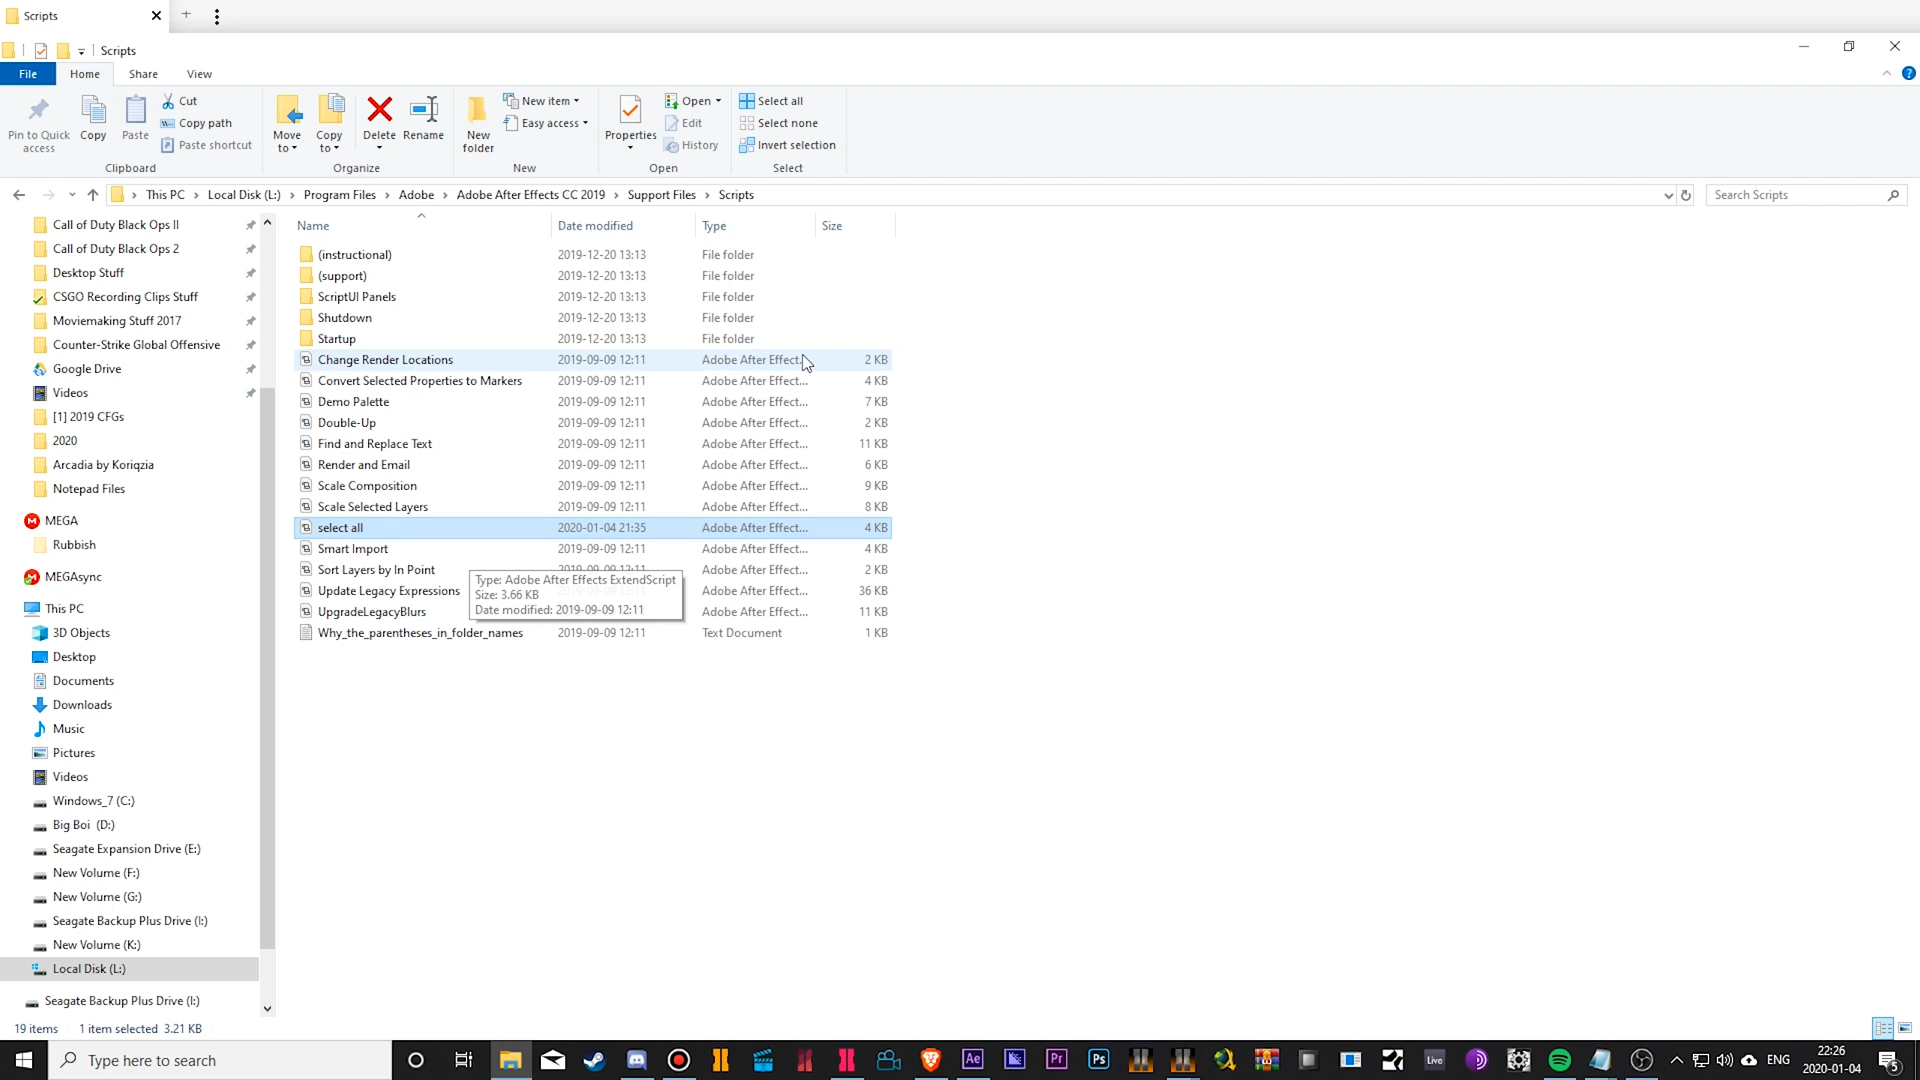 Scripts
Scripts
File Home Share View
Pin to Quick access
Copy
Paste
Cut
Copy path
Paste shortcut
Clipboard
Move to
Copy to
Delete
Rename
Organize
New folder
New item
Easy access
New
Properties
Open
Edit
History
Open
Select all
Select none
Invert selection
Select
This PC > Local Disk (L:) > Program Files > Adobe > Adobe After Effects CC 2019 > Support Files > Scripts
Search Scripts
Call of Duty Black Ops II
Call of Duty Black Ops 2
Desktop Stuff
CSGO Recording Clips Stuff
Moviemaking Stuff 2017
Counter-Strike Global Offensive
Google Drive
Videos
[1] 2019 CFGs
2020
Arcadia by Koriqzia
Notepad Files
MEGA
Rubbish
MEGAsync
This PC
3D Objects
Desktop
Documents
Downloads
Music
Pictures
Videos
Windows_7 (C:)
Big Boi (D:)
Seagate Expansion Drive (E:)
New Volume (F:)
New Volume (G:)
Seagate Backup Plus Drive (I:)
New Volume (K:)
Local Disk (L:)
Seagate Backup Plus Drive (I:)
Name Date modified Type Size
(instructional) 2019-12-20 13:13 File folder
(support) 2019-12-20 13:13 File folder
ScriptUI Panels 2019-12-20 13:13 File folder
Shutdown 2019-12-20 13:13 File folder
Startup 2019-12-20 13:13 File folder
Change Render Locations 2019-09-09 12:11 Adobe After Effect... 2 KB
Convert Selected Properties to Markers 2019-09-09 12:11 Adobe After Effect... 4 KB
Demo Palette 2019-09-09 12:11 Adobe After Effect... 7 KB
Double-Up 2019-09-09 12:11 Adobe After Effect... 2 KB
Find and Replace Text 2019-09-09 12:11 Adobe After Effect... 11 KB
Render and Email 2019-09-09 12:11 Adobe After Effect... 6 KB
Scale Composition 2019-09-09 12:11 Adobe After Effect... 9 KB
Scale Selected Layers 2019-09-09 12:11 Adobe After Effect... 8 KB
select all 2020-01-04 21:35 Adobe After Effect... 4 KB
Smart Import 2019-09-09 12:11 Adobe After Effect... 4 KB
Sort Layers by In Point 2019-09-09 12:11 Adobe After Effect... 2 KB
Update Legacy Expressions Adobe After Effect... 36 KB
UpgradeLegacyBlurs Adobe After Effect... 11 KB
Why_the_parentheses_in_folder_names 2019-09-09 12:11 Text Document 1 KB
Type: Adobe After Effects ExtendScript
Size: 3.66 KB
Date modified: 2019-09-09 12:11
19 items 1 item selected 3.21 KB
Type here to search
Ae
Pr
Ps
Live
ENG
22:26
2020-01-04
5